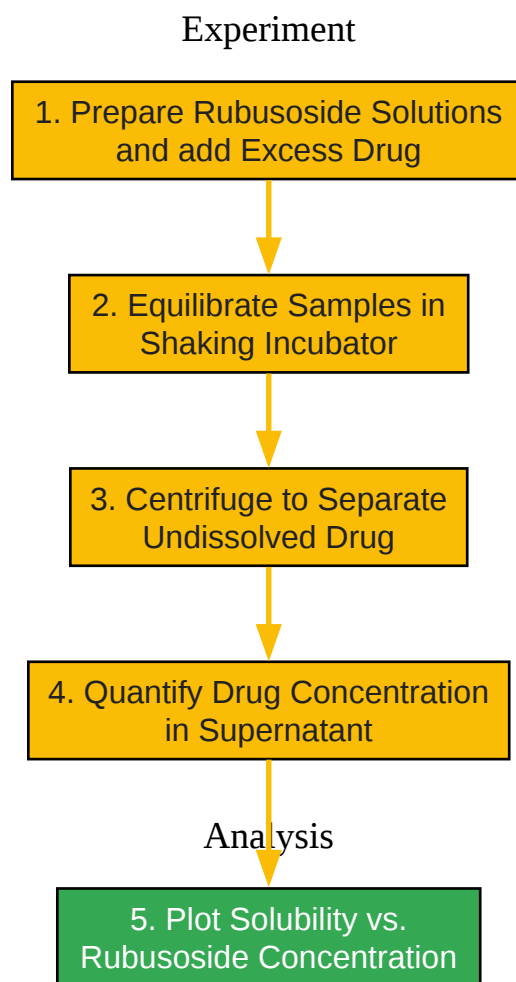 Experiment
1. Prepare Rubusoside Solutions
and add Excess Drug
2. Equilibrate Samples in
Shaking Incubator
3. Centrifuge to Separate
Undissolved Drug
4. Quantify Drug Concentration
in Supernatant
Analysis
5. Plot Solubility vs.
Rubusoside Concentration